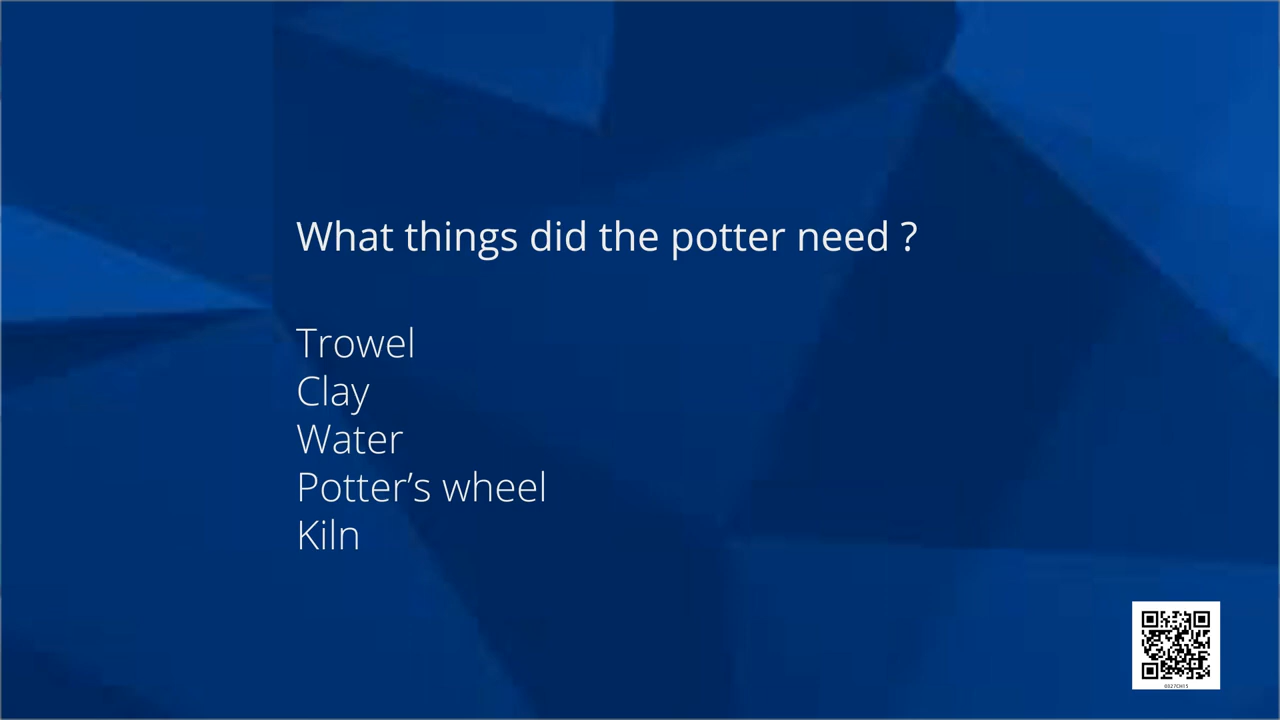 What things did the potter need ?
Trowel
Clay
Water
Potter’s wheel
Kiln